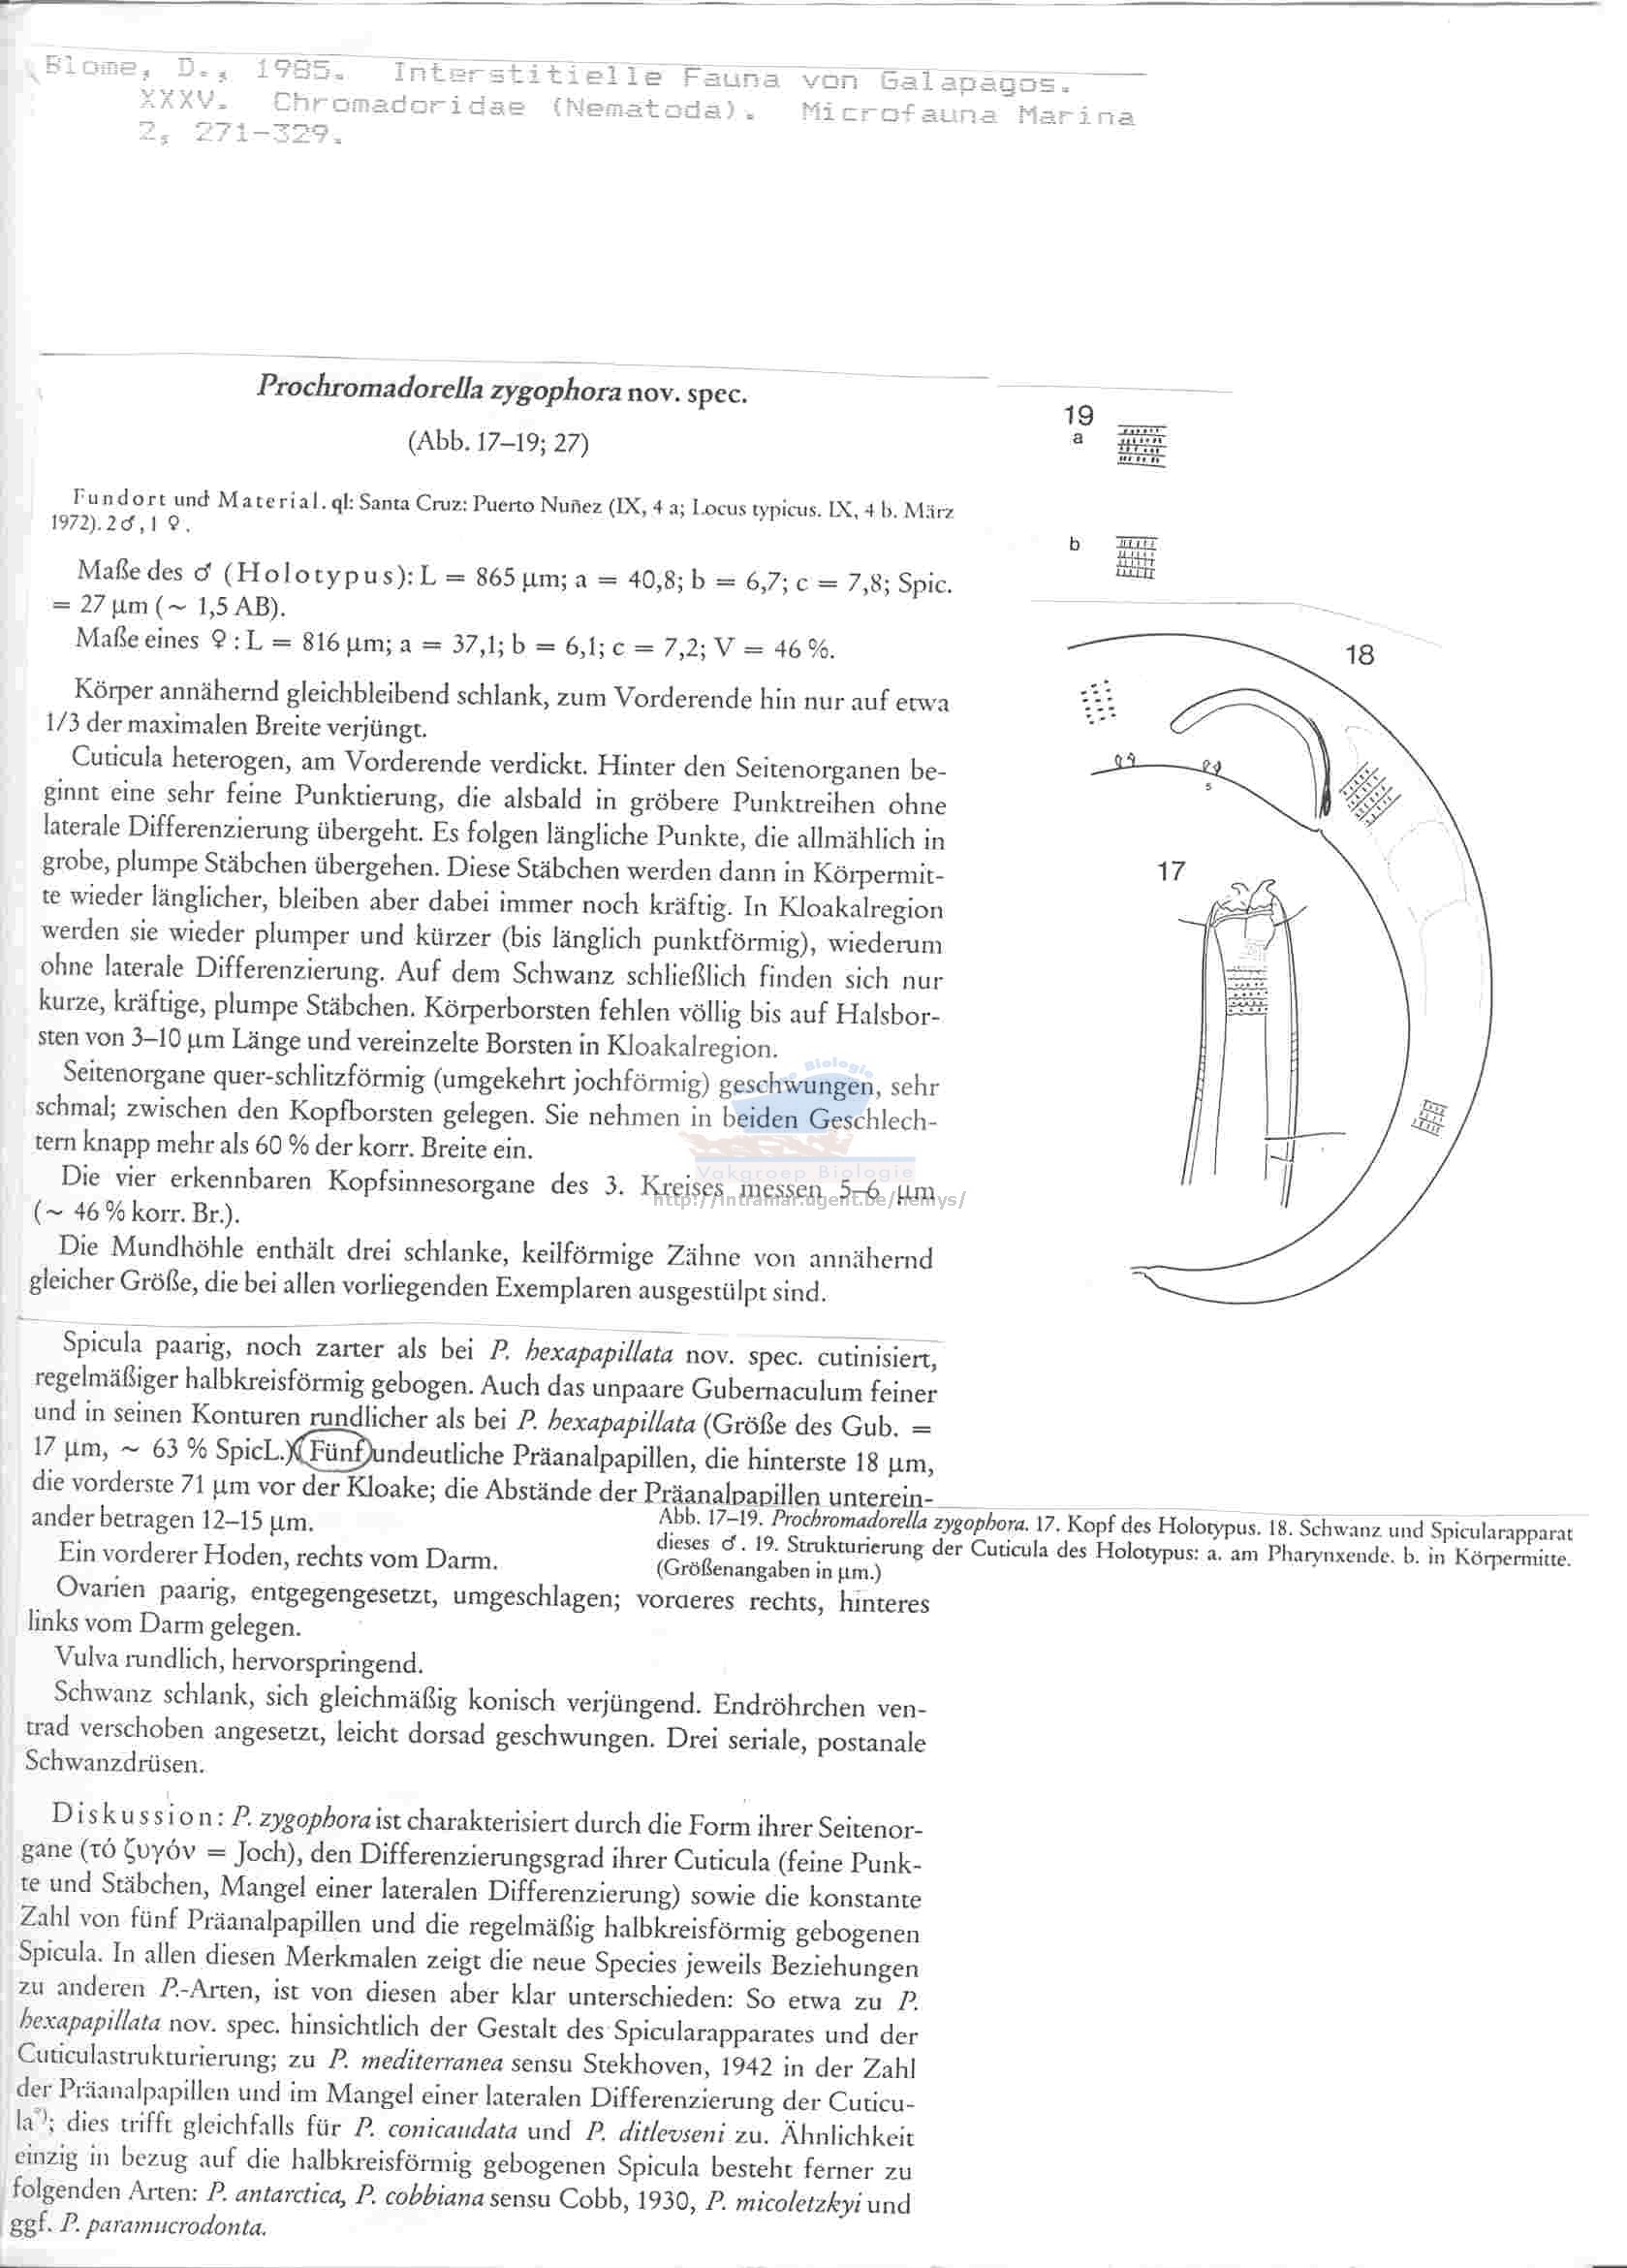 Blome, D., 1985. Interstitielle Fauna von Galapagos.
XXXV. Chromadoridae (Nematoda). Microfauna Marina
2, 271-329.
Prochromadorella zygophora nov. spec.
(Abb. 17–19; 27)
Fundort und Material. ql: Santa Cruz: Puerto Nuñez (IX, 4 a; Locus typicus. IX, 4 b. März
1972). 2 ♂, 1 ♀.
Maße des ♂ (Holotypus): L = 865 µm; a = 40,8; b = 6,7; c = 7,8; Spic.
= 27 µm (~ 1,5 AB).
Maße eines ♀ : L = 816 µm; a = 37,1; b = 6,1; c = 7,2; V = 46 %.
Körper annähernd gleichbleibend schlank, zum Vorderende hin nur auf etwa
1/3 der maximalen Breite verjüngt.
Cuticula heterogen, am Vorderende verdickt. Hinter den Seitenorganen be-
ginnt eine sehr feine Punktierung, die alsbald in gröbere Punktreihen ohne
laterale Differenzierung übergeht. Es folgen längliche Punkte, die allmählich in
grobe, plumpe Stäbchen übergehen. Diese Stäbchen werden dann in Körpermit-
te wieder länglicher, bleiben aber dabei immer noch kräftig. In Kloakalregion
werden sie wieder plumper und kürzer (bis länglich punktförmig), wiederum
ohne laterale Differenzierung. Auf dem Schwanz schließlich finden sich nur
kurze, kräftige, plumpe Stäbchen. Körperborsten fehlen völlig bis auf Halsbor-
sten von 3–10 µm Länge und vereinzelte Borsten in Kloakalregion.
Seitenorgane quer-schlitzförmig (umgekehrt jochförmig) geschwungen, sehr
schmal; zwischen den Kopfborsten gelegen. Sie nehmen in beiden Geschlech-
tern knapp mehr als 60 % der korr. Breite ein.
Die vier erkennbaren Kopfsinnesorgane des 3. Kreises messen 5–6 µm
(~ 46 % korr. Br.).
Die Mundhöhle enthält drei schlanke, keilförmige Zähne von annähernd
gleicher Größe, die bei allen vorliegenden Exemplaren ausgestülpt sind.
Spicula paarig, noch zarter als bei P. hexapapillata nov. spec. cutinisiert,
regelmäßiger halbkreisförmig gebogen. Auch das unpaare Gubernaculum feiner
und in seinen Konturen rundlicher als bei P. hexapapillata (Größe des Gub. =
17 µm, ~ 63 % SpicL.). Fünf undeutliche Präanalpapillen, die hinterste 18 µm,
die vorderste 71 µm vor der Kloake; die Abstände der Präanalpapillen unterein-
ander betragen 12–15 µm.
Ein vorderer Hoden, rechts vom Darm.
Ovarien paarig, entgegengesetzt, umgeschlagen; vorderes rechts, hinteres
links vom Darm gelegen.
Vulva rundlich, hervorspringend.
Schwanz schlank, sich gleichmäßig konisch verjüngend. Endröhrchen ven-
trad verschoben angesetzt, leicht dorsad geschwungen. Drei seriale, postanale
Schwanzdrüsen.
Diskussion: P. zygophora ist charakterisiert durch die Form ihrer Seitenor-
gane (τό ζυγόν = Joch), den Differenzierungsgrad ihrer Cuticula (feine Punk-
te und Stäbchen, Mangel einer lateralen Differenzierung) sowie die konstante
Zahl von fünf Präanalpapillen und die regelmäßig halbkreisförmig gebogenen
Spicula. In allen diesen Merkmalen zeigt die neue Species jeweils Beziehungen
zu anderen P.-Arten, ist von diesen aber klar unterschieden: So etwa zu P.
hexapapillata nov. spec. hinsichtlich der Gestalt des Spicularapparates und der
Cuticulastrukturierung; zu P. mediterranea sensu Stekhoven, 1942 in der Zahl
der Präanalpapillen und im Mangel einer lateralen Differenzierung der Cuticu-
la*); dies trifft gleichfalls für P. conicaudata und P. ditlevseni zu. Ähnlichkeit
einzig in bezug auf die halbkreisförmig gebogenen Spicula besteht ferner zu
folgenden Arten: P. antarctica, P. cobbiana sensu Cobb, 1930, P. micoletzkyi und
ggf. P. paramucrodonta.
19
a
b
18
s
17
Abb. 17–19. Prochromadorella zygophora. 17. Kopf des Holotypus. 18. Schwanz und Spicularapparat
dieses ♂. 19. Strukturierung der Cuticula des Holotypus: a. am Pharynxende. b. in Körpermitte.
(Größenangaben in µm.)
Biologie
Vakgroep Biologie
http://intramar.ugent.be/nemys/